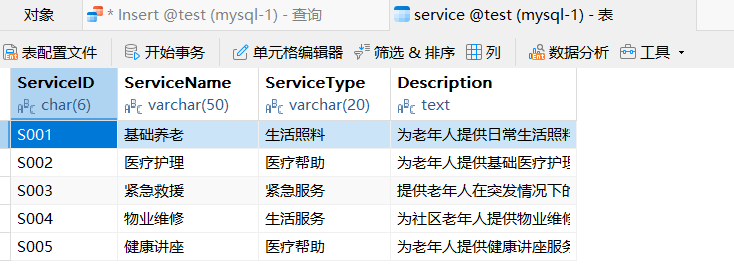 对象 * Insert @test (mysql-1) - 查询 service @test (mysql-1) - 表
表配置文件 开始事务 单元格编辑器 筛选 & 排序 列 数据分析 工具
ServiceID ServiceName ServiceType Description
char(6) varchar(50) varchar(20) text
S001 基础养老 生活照料 为老年人提供日常生活照料
S002 医疗护理 医疗帮助 为老年人提供基础医疗护理
S003 紧急救援 紧急服务 提供老年人在突发情况下的
S004 物业维修 生活服务 为社区老年人提供物业维修
S005 健康讲座 医疗帮助 为老年人提供健康讲座服务